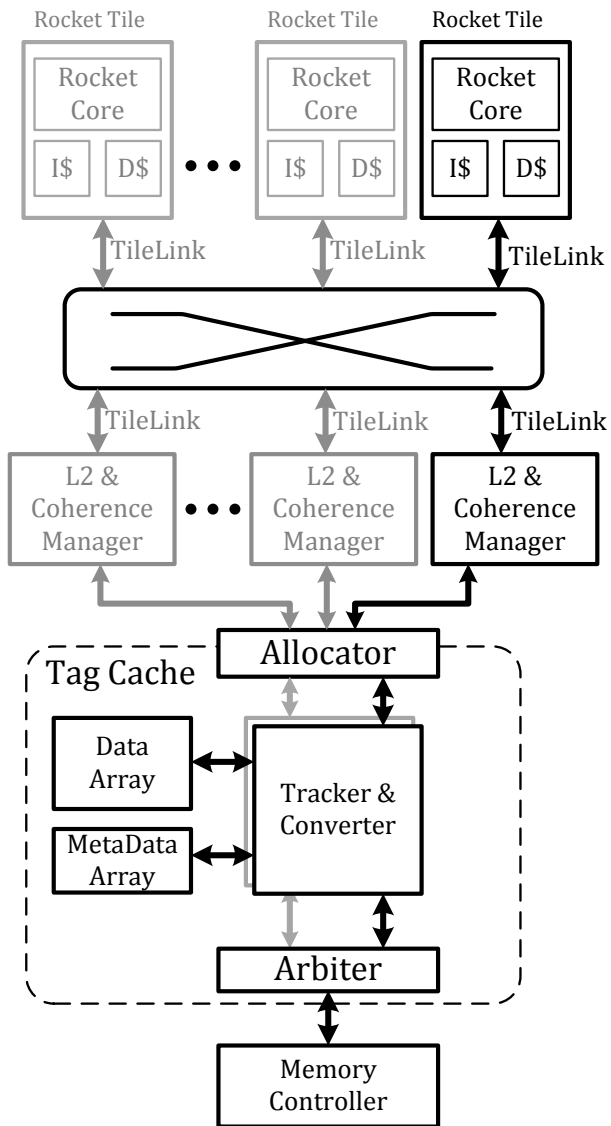 Rocket Tile
Rocket Tile
Rocket Tile
Rocket
Core
Rocket
Core
Rocket
Core
I$
D$
I$
D$
I$
D$
TileLink
TileLink
TileLink
TileLink
TileLink
TileLink
L2 &
Coherence
Manager
L2 &
Coherence
Manager
L2 &
Coherence
Manager
Allocator
Tag Cache
Data
Array
Tracker &
Converter
MetaData
Array
Arbiter
Memory
Controller